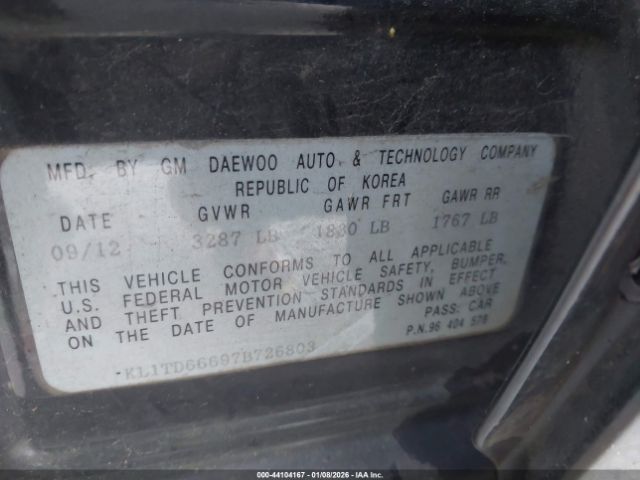 MFD. BY GM DAEWOO AUTO & TECHNOLOGY COMPANY
REPUBLIC OF KOREA
DATE GVWR GAWR FRT GAWR RR
09/12 3287 LB 1830 LB 1767 LB
THIS VEHICLE CONFORMS TO ALL APPLICABLE
U.S. FEDERAL MOTOR VEHICLE SAFETY, BUMPER,
AND THEFT PREVENTION STANDARDS IN EFFECT
ON THE DATE OF MANUFACTURE SHOWN ABOVE
PASS: CAR
P.N.96 404 576
KL1TD66697B726803
000-44104167 | 01/08/2026 | IAAI.CA